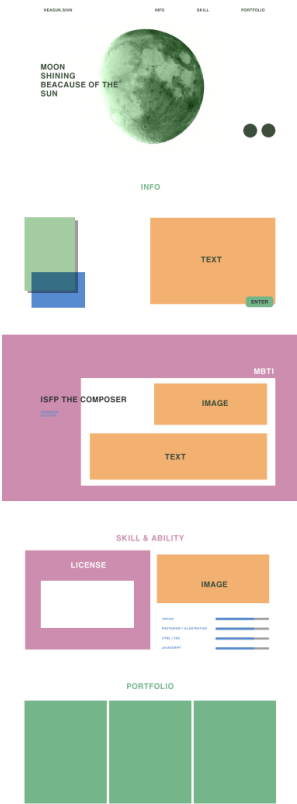 HEASUN.SHIN
INFO
SKILL
PORTFOLIO
MOON
SHINING
BEACAUSE OF THE
SUN
INFO
TEXT
ENTER
MBTI
ISFP THE COMPOSER
IMAGE
TEXT
SKILL & ABILITY
LICENSE
IMAGE
PHOTOSHOP / ILLUSTRATOR
HTML / CSS
JAVASCRIPT
PORTFOLIO